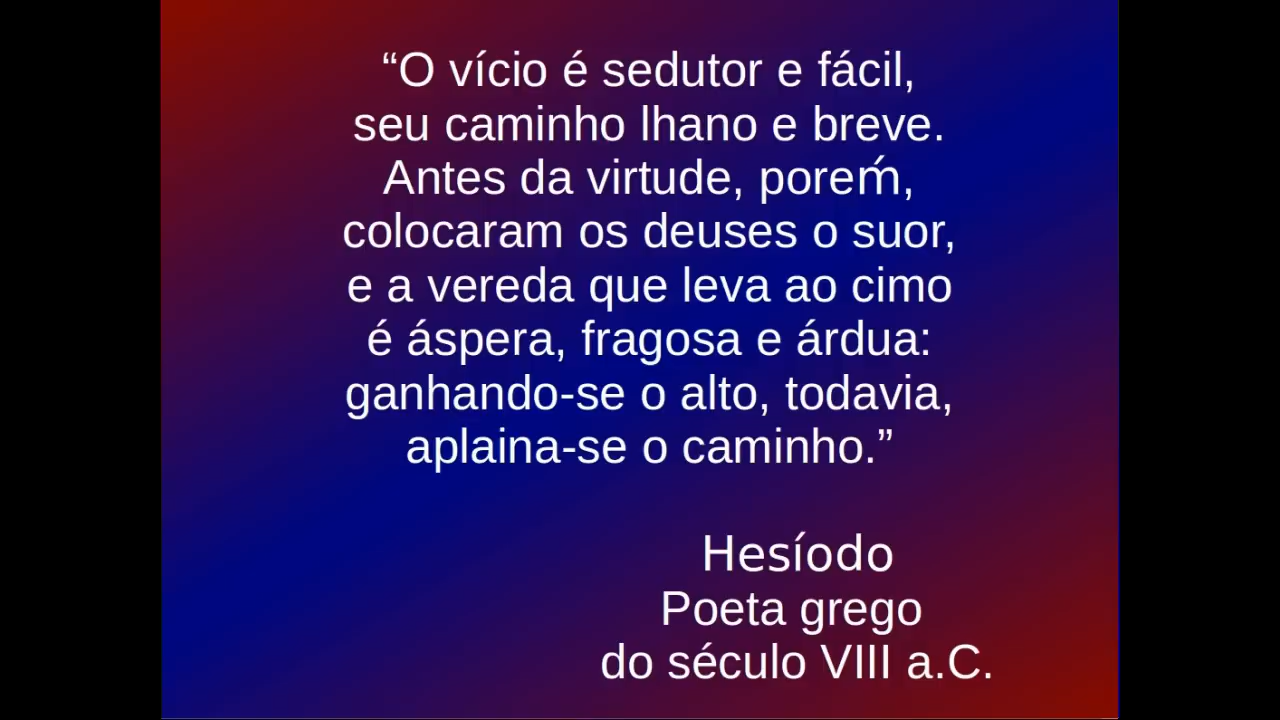 “O vício é sedutor e fácil,
seu caminho lhano e breve.
Antes da virtude, poreḿ,
colocaram os deuses o suor,
e a vereda que leva ao cimo
é áspera, fragosa e árdua:
ganhando-se o alto, todavia,
aplaina-se o caminho.”
Hesíodo
Poeta grego
do século VIII a.C.